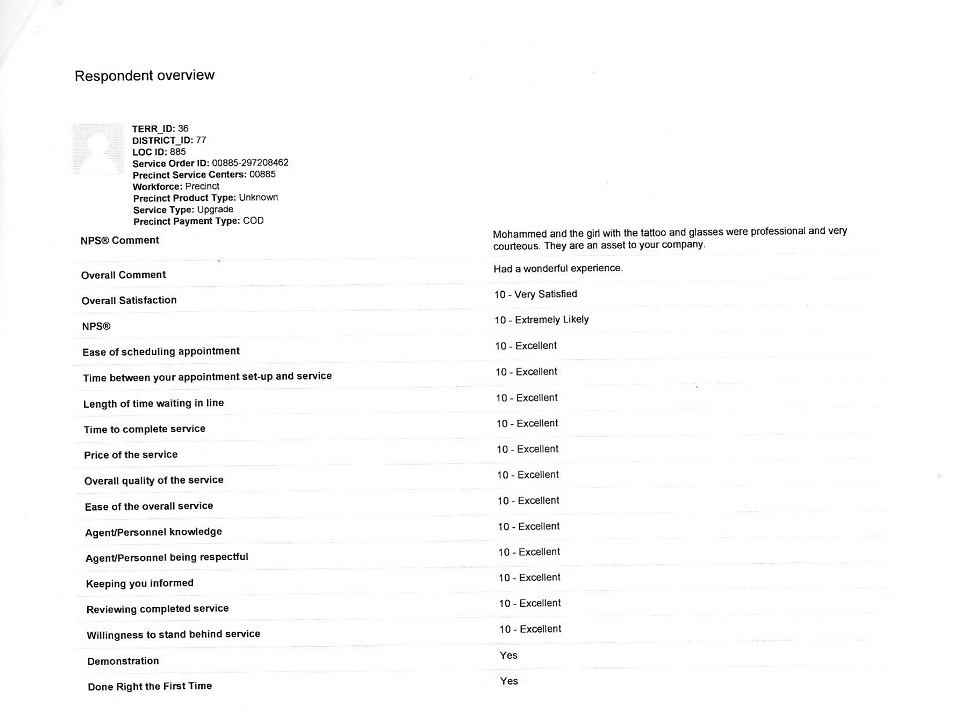 Respondent overview
TERR_ID: 36
DISTRICT_ID: 77
LOC ID: 885
Service Order ID: 00885-297208462
Precinct Service Centers: 00885
Workforce: Precinct
Precinct Product Type: Unknown
Service Type: Upgrade
Precinct Payment Type: COD
NPS® Comment Mohammed and the girl with the tattoo and glasses were professional and very
courteous. They are an asset to your company.
Overall Comment Had a wonderful experience.
Overall Satisfaction 10 - Very Satisfied
NPS® 10 - Extremely Likely
Ease of scheduling appointment 10 - Excellent
Time between your appointment set-up and service 10 - Excellent
Length of time waiting in line 10 - Excellent
Time to complete service 10 - Excellent
Price of the service 10 - Excellent
Overall quality of the service 10 - Excellent
Ease of the overall service 10 - Excellent
Agent/Personnel knowledge 10 - Excellent
Agent/Personnel being respectful 10 - Excellent
Keeping you informed 10 - Excellent
Reviewing completed service 10 - Excellent
Willingness to stand behind service 10 - Excellent
Demonstration Yes
Done Right the First Time Yes